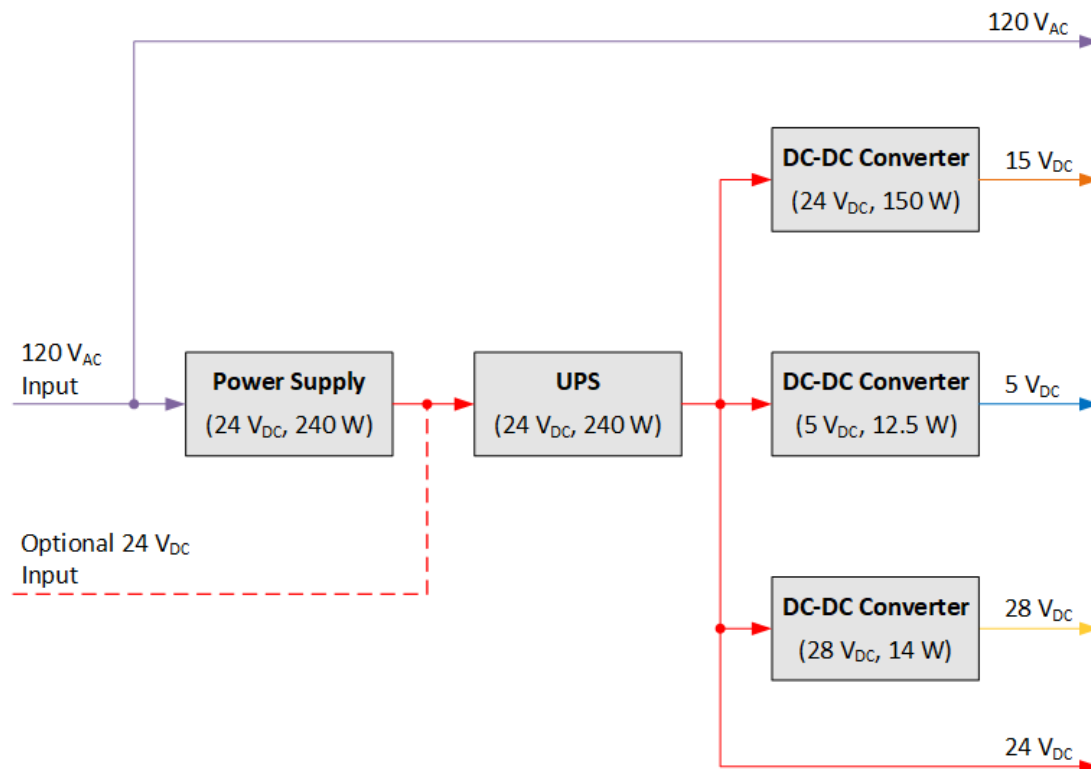 120 VAC
DC-DC Converter
(24 VDC, 150 W)
15 VDC
120 VAC
Input
Power Supply
(24 VDC, 240 W)
UPS
(24 VDC, 240 W)
DC-DC Converter
(5 VDC, 12.5 W)
5 VDC
Optional 24 VDC
Input
DC-DC Converter
(28 VDC, 14 W)
28 VDC
24 VDC